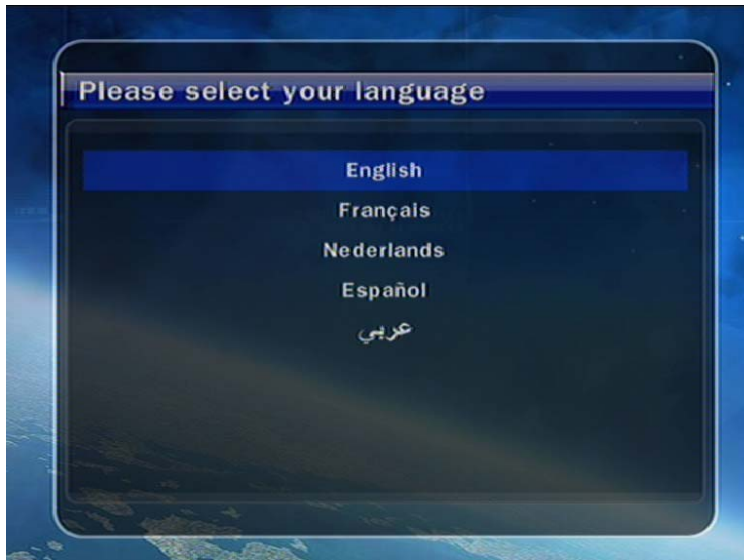 Please select your language
English
Français
Nederlands
Español
عربي